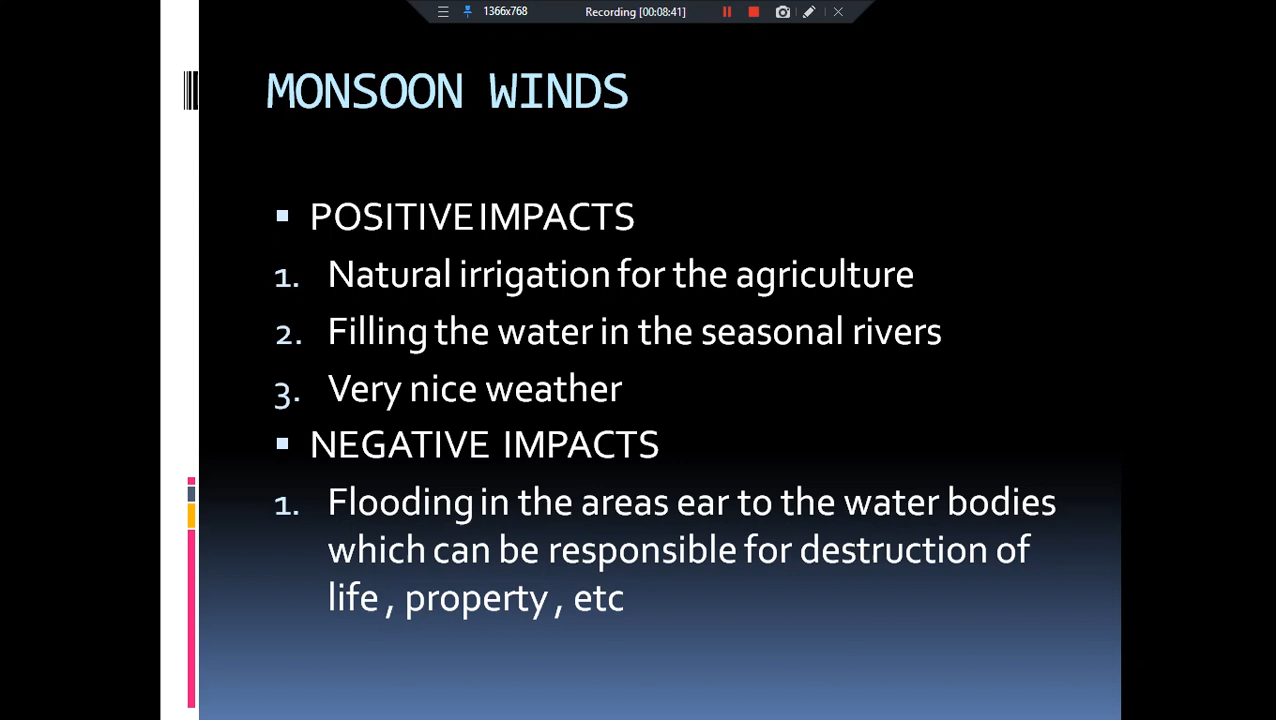 1366x768 Recording [00:08:41]
MONSOON WINDS
POSITIVE IMPACTS
1. Natural irrigation for the agriculture
2. Filling the water in the seasonal rivers
3. Very nice weather
NEGATIVE IMPACTS
1. Flooding in the areas ear to the water bodies
which can be responsible for destruction of
life , property , etc